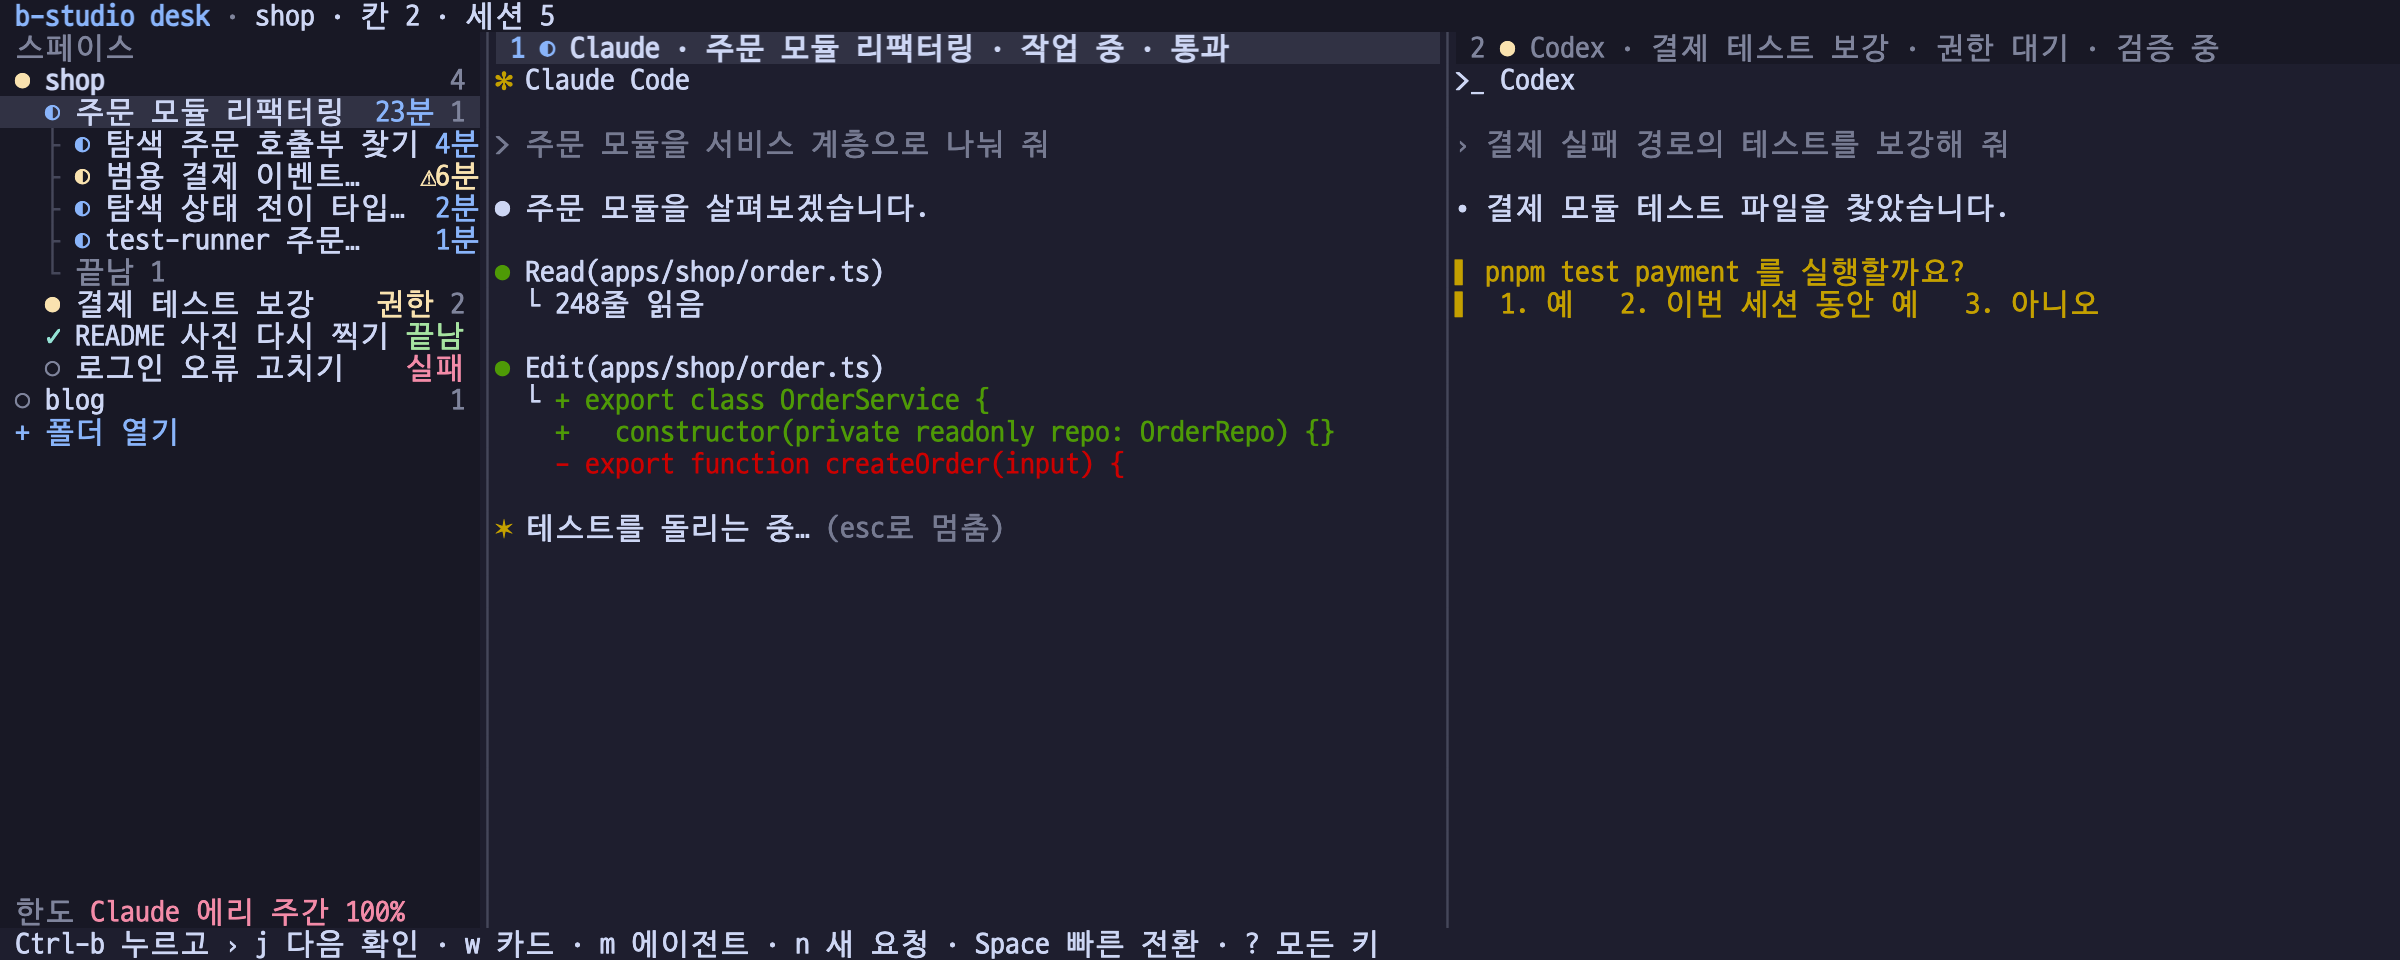 b-studio desk · shop · 칸 2 · 세션 5
스페이스
● shop 4
◐ 주문 모듈 리팩터링 23분 1
◐ 탐색 주문 호출부 찾기 4분
◐ 범용 결제 이벤트… ⚠6분
◐ 탐색 상태 전이 타입… 2분
◐ test-runner 주문… 1분
끝남 1
● 결제 테스트 보강 권한 2
✓ README 사진 다시 찍기 끝남
○ 로그인 오류 고치기 실패
○ blog 1
+ 폴더 열기
한도 Claude 에리 주간 100%
1 ◐ Claude · 주문 모듈 리팩터링 · 작업 중 · 통과
✻ Claude Code
> 주문 모듈을 서비스 계층으로 나눠 줘
● 주문 모듈을 살펴보겠습니다.
● Read(apps/shop/order.ts)
└ 248줄 읽음
● Edit(apps/shop/order.ts)
└ + export class OrderService {
+   constructor(private readonly repo: OrderRepo) {}
- export function createOrder(input) {
✶ 테스트를 돌리는 중… (esc로 멈춤)
2 ● Codex · 결제 테스트 보강 · 권한 대기 · 검증 중
>_ Codex
› 결제 실패 경로의 테스트를 보강해 줘
• 결제 모듈 테스트 파일을 찾았습니다.
▌ pnpm test payment 를 실행할까요?
▌ 1. 예 2. 이번 세션 동안 예 3. 아니오
Ctrl-b 누르고 › j 다음 확인 · w 카드 · m 에이전트 · n 새 요청 · Space 빠른 전환 · ? 모든 키